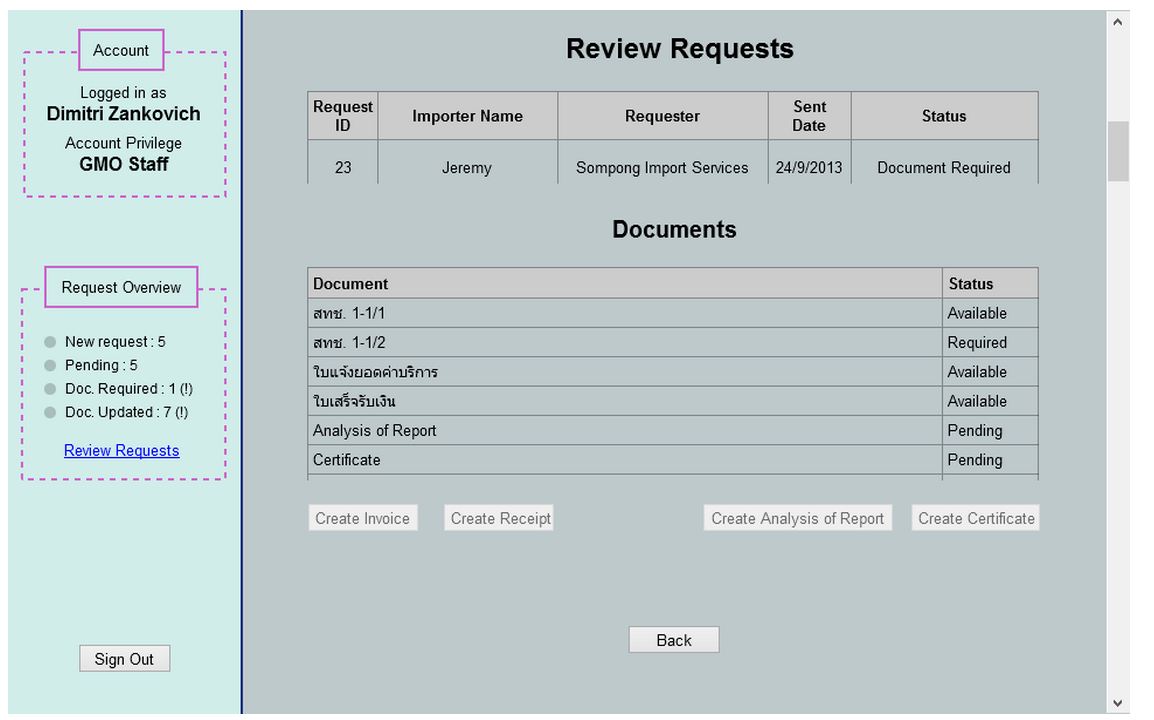 Account
Logged in as
Dimitri Zankovich
Account Privilege
GMO Staff
Request Overview
New request : 5
Pending : 5
Doc. Required : 1 (!)
Doc. Updated : 7 (!)
Review Requests
Sign Out
Review Requests
Request ID Importer Name Requester Sent Date Status
23 Jeremy Sompong Import Services 24/9/2013 Document Required
Documents
Document Status
สทช. 1-1/1 Available
สทช. 1-1/2 Required
ใบแจ้งยอดค่าบริการ Available
ใบเสร็จรับเงิน Available
Analysis of Report Pending
Certificate Pending
Create Invoice Create Receipt Create Analysis of Report Create Certificate
Back